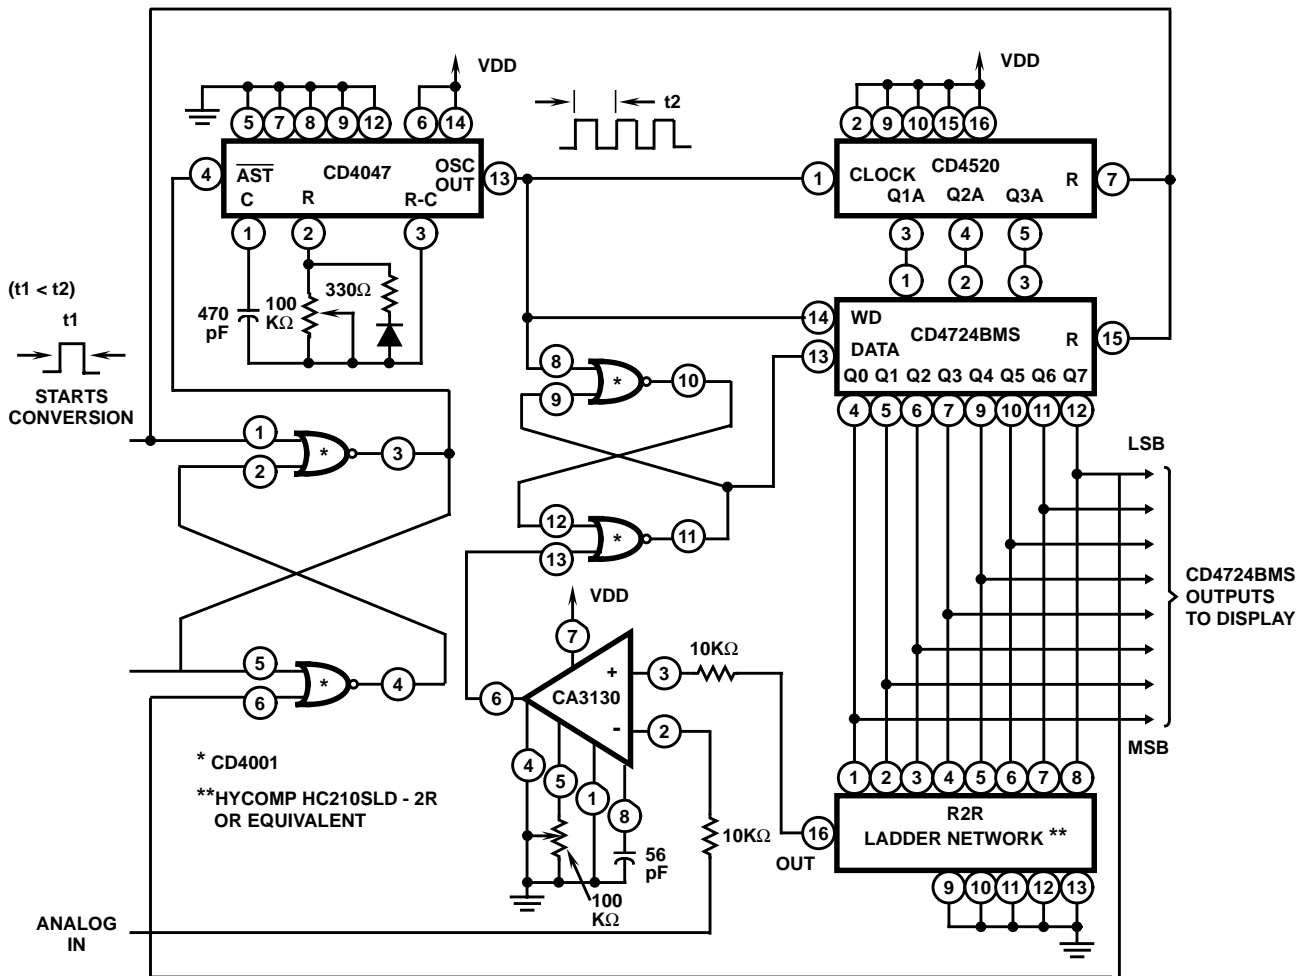 VDD
5 7 8 9 12 6 14
4 AST CD4047 OSC OUT 13
C R R-C
1 2 3
470 pF
100 KΩ
330Ω
t2
VDD
2 9 10 15 16
1 CLOCK CD4520 R 7
Q1A Q2A Q3A
3 4 5
1 2 3
14 WD CD4724BMS R 15
13 DATA
Q0 Q1 Q2 Q3 Q4 Q5 Q6 Q7
4 5 6 7 9 10 11 12
(t1 < t2)
t1
STARTS
CONVERSION
1
2
* 3
8
9
* 10
12
13
* 11
5
6
* 4
LSB
CD4724BMS
OUTPUTS
TO DISPLAY
MSB
VDD
7
6 CA3130
+ 3 10KΩ
- 2
4 5 1 8
56 pF
100 KΩ
10KΩ
* CD4001
**HYCOMP HC210SLD - 2R
OR EQUIVALENT
1 2 3 4 5 6 7 8
16 R2R
OUT LADDER NETWORK **
9 10 11 12 13
ANALOG
IN